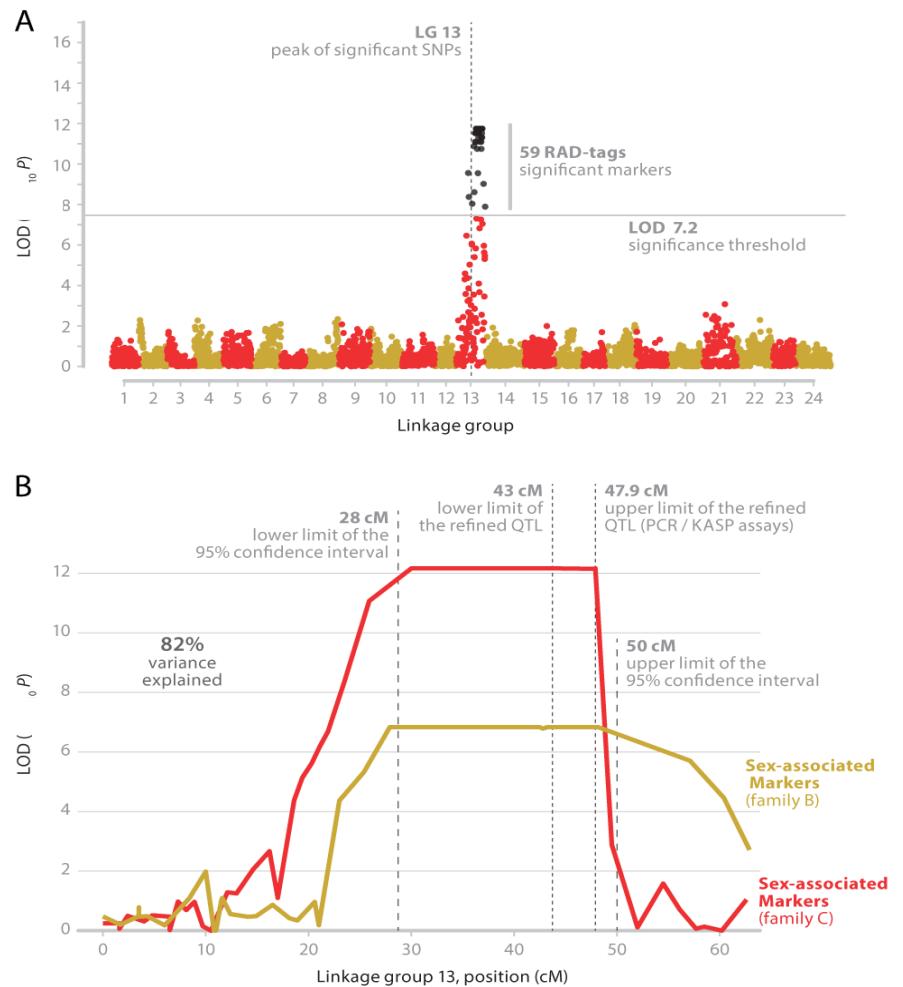 A
LG 13
peak of significant SNPs
16
14
12
10
8
6
4
2
0
LOD (
10 P)
59 RAD-tags
significant markers
LOD 7.2
significance threshold
1 2 3 4 5 6 7 8 9 10 11 12 13 14 15 16 17 18 19 20 21 22 23 24
Linkage group
B
28 cM
lower limit of the
95% confidence interval
43 cM
lower limit of
the refined QTL
47.9 cM
upper limit of the refined
QTL (PCR / KASP assays)
12
10
8
6
4
2
0
LOD (
0 P)
82%
variance
explained
50 cM
upper limit of the
95% confidence interval
Sex-associated
Markers
(family B)
Sex-associated
Markers
(family C)
0 10 20 30 40 50 60
Linkage group 13, position (cM)